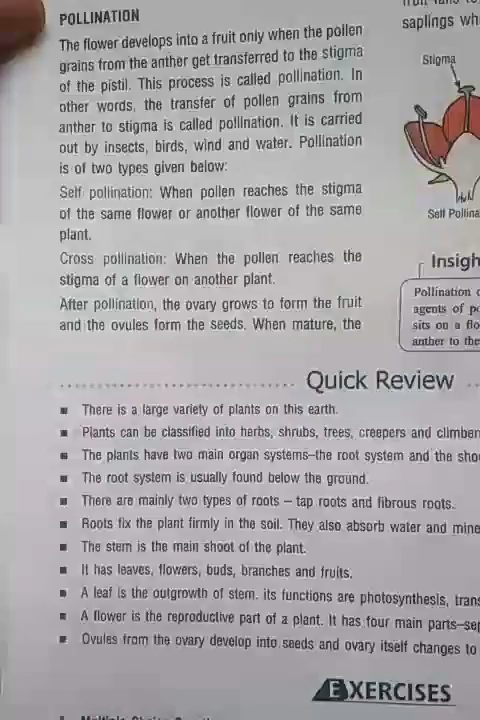 POLLINATION
The flower develops into a fruit only when the pollen
grains from the anther get transferred to the stigma
of the pistil. This process is called pollination. In
other words, the transfer of pollen grains from
anther to stigma is called pollination. It is carried
out by insects, birds, wind and water. Pollination
is of two types given below:
Self pollination: When pollen reaches the stigma
of the same flower or another flower of the same
plant.
Cross pollination: When the pollen reaches the
stigma of a flower on another plant.
After pollination, the ovary grows to form the fruit
and the ovules form the seeds. When mature, the
saplings wh
Stigma
Self Pollina
Insigh
Pollination
agents of po
sits on a flo
anther to the
Quick Review
■ There is a large variety of plants on this earth.
■ Plants can be classified into herbs, shrubs, trees, creepers and climber
■ The plants have two main organ systems–the root system and the shoo
■ The root system is usually found below the ground.
■ There are mainly two types of roots – tap roots and fibrous roots.
■ Roots fix the plant firmly in the soil. They also absorb water and mine
■ The stem is the main shoot of the plant.
■ It has leaves, flowers, buds, branches and fruits.
■ A leaf is the outgrowth of stem. its functions are photosynthesis, trans
■ A flower is the reproductive part of a plant. It has four main parts–sep
■ Ovules from the ovary develop into seeds and ovary itself changes to
EXERCISES